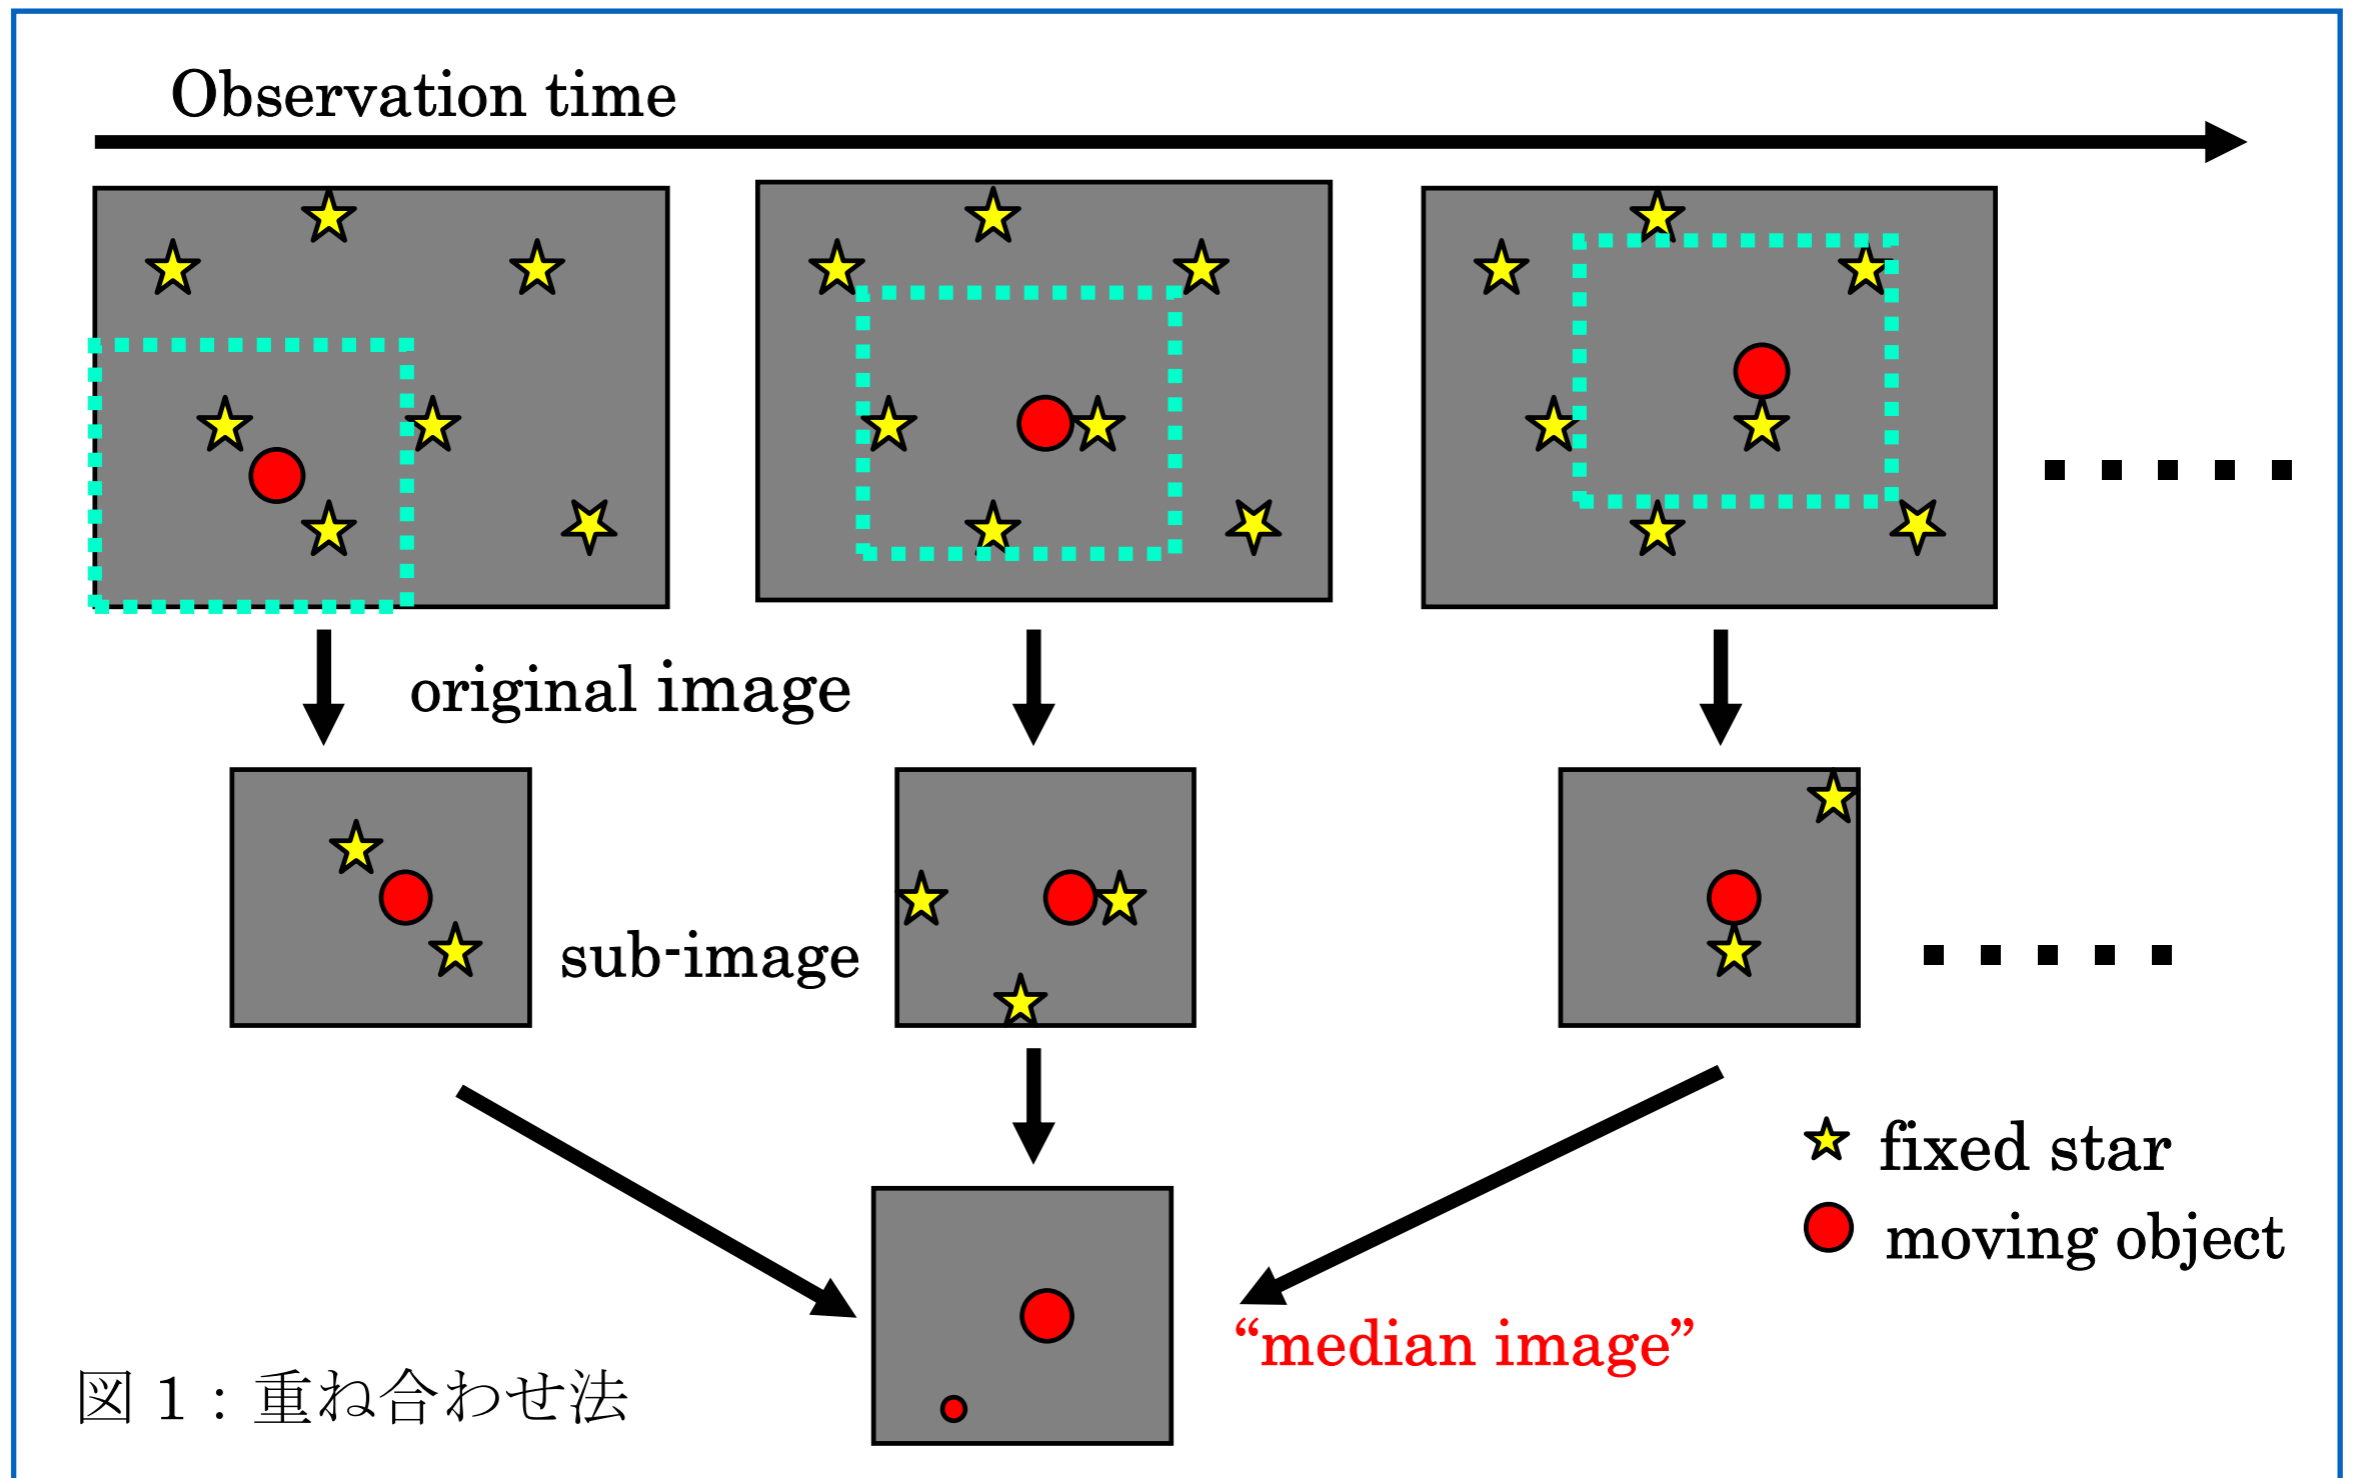 Observation time
original image
sub-image
fixed star
moving object
“median image”
図 1：重ね合わせ法